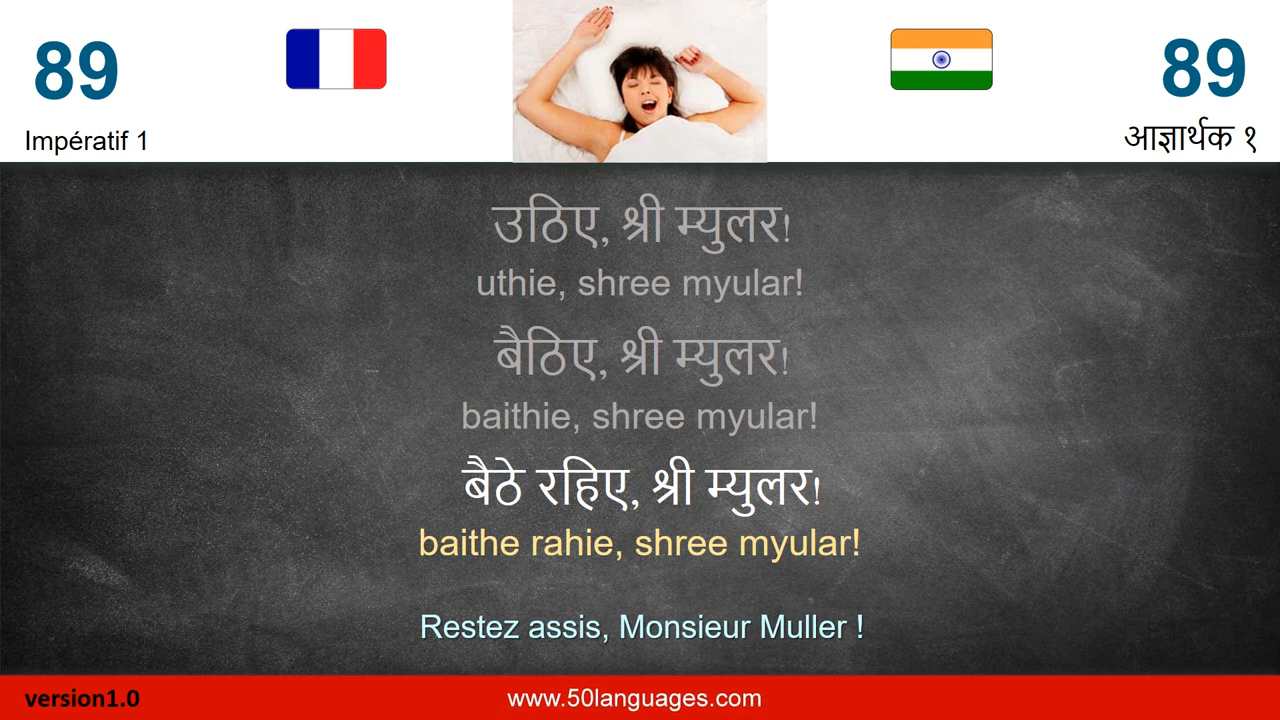 89
89
Impératif 1
आज्ञार्थक १
उठिए, श्री म्युलर!
uthie, shree myular!
बैठिए, श्री म्युलर!
baithie, shree myular!
बैठे रहिए, श्री म्युलर!
baithe rahie, shree myular!
Restez assis, Monsieur Muller !
version1.0
www.50languages.com